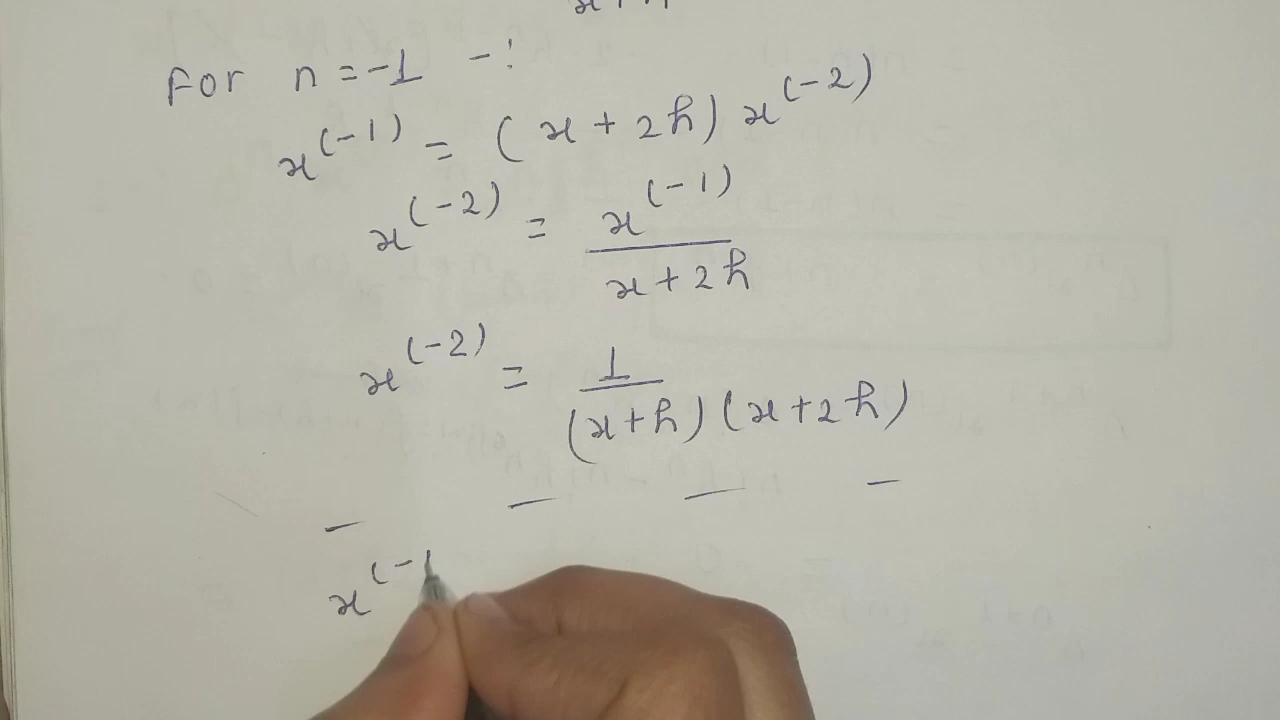 x+h
For n = -1 -:
x^(-1) = (x + 2h) x^(-2)
x^(-2) = x^(-1) / x + 2h
x^(-2) = 1 / (x+h) (x+2h)
— — — —
x^(-1